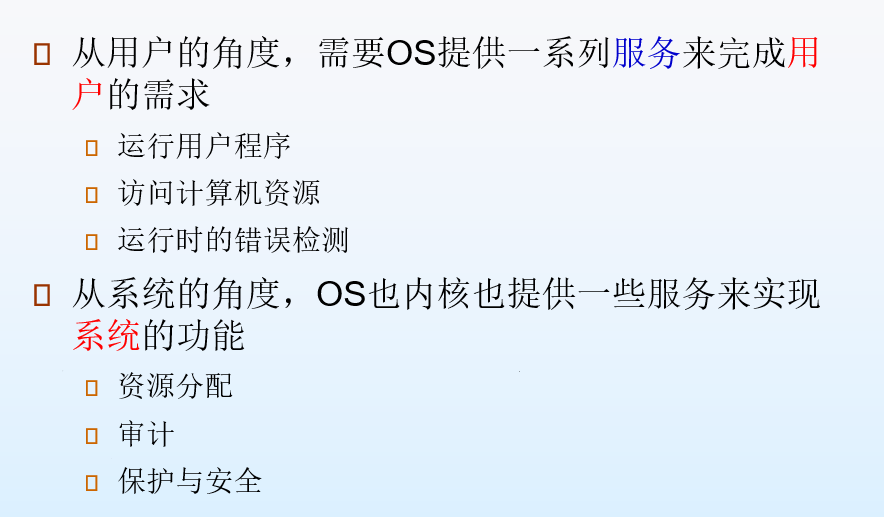 从用户的角度，需要OS提供一系列服务来完成用
户的需求
运行用户程序
访问计算机资源
运行时的错误检测
从系统的角度，OS也内核也提供一些服务来实现
系统的功能
资源分配
审计
保护与安全